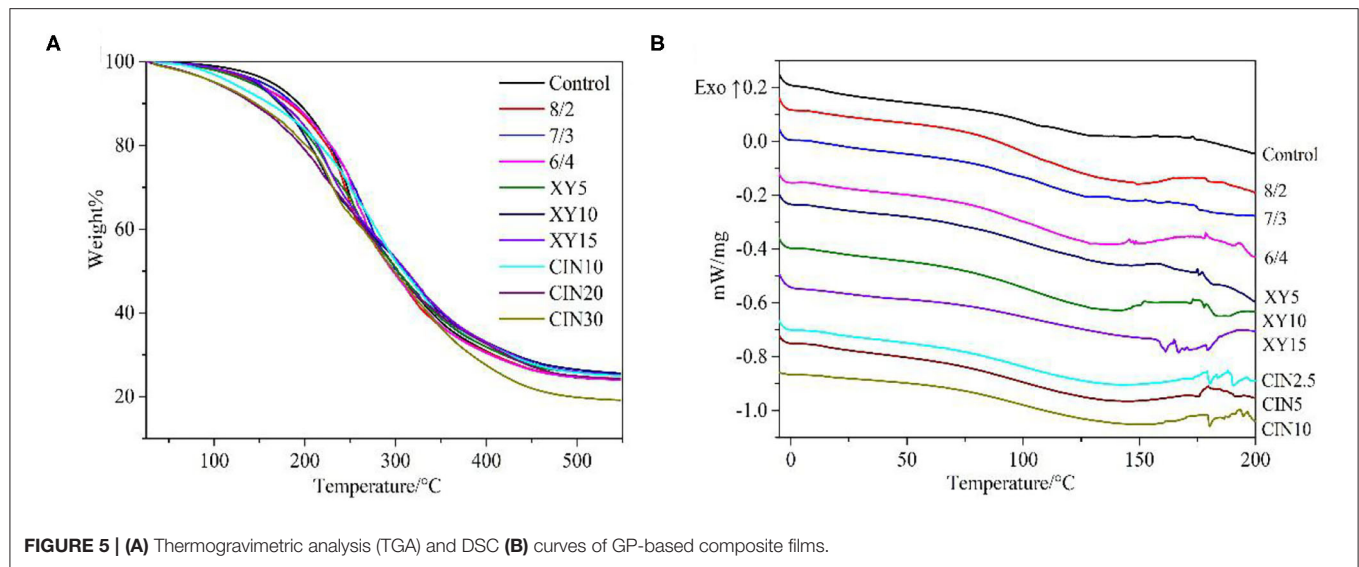 A
Weight%
100
80
60
40
20
Control
8/2
7/3
6/4
XY5
XY10
XY15
CIN10
CIN20
CIN30
100 200 300 400 500
Temperature/°C
B
Exo ↑0.2
0.0
-0.2
-0.4
-0.6
-0.8
-1.0
mW/mg
Control
8/2
7/3
6/4
XY5
XY10
XY15
CIN2.5
CIN5
CIN10
0 50 100 150 200
Temperature/°C
FIGURE 5 | (A) Thermogravimetric analysis (TGA) and DSC (B) curves of GP-based composite films.